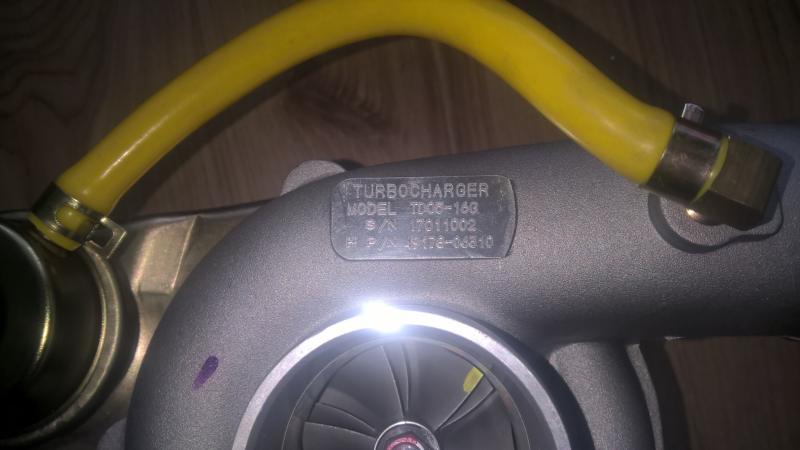 TURBOCHARGER
MODEL TD05-16G
S/N 17011002
H P/N 49178-06310